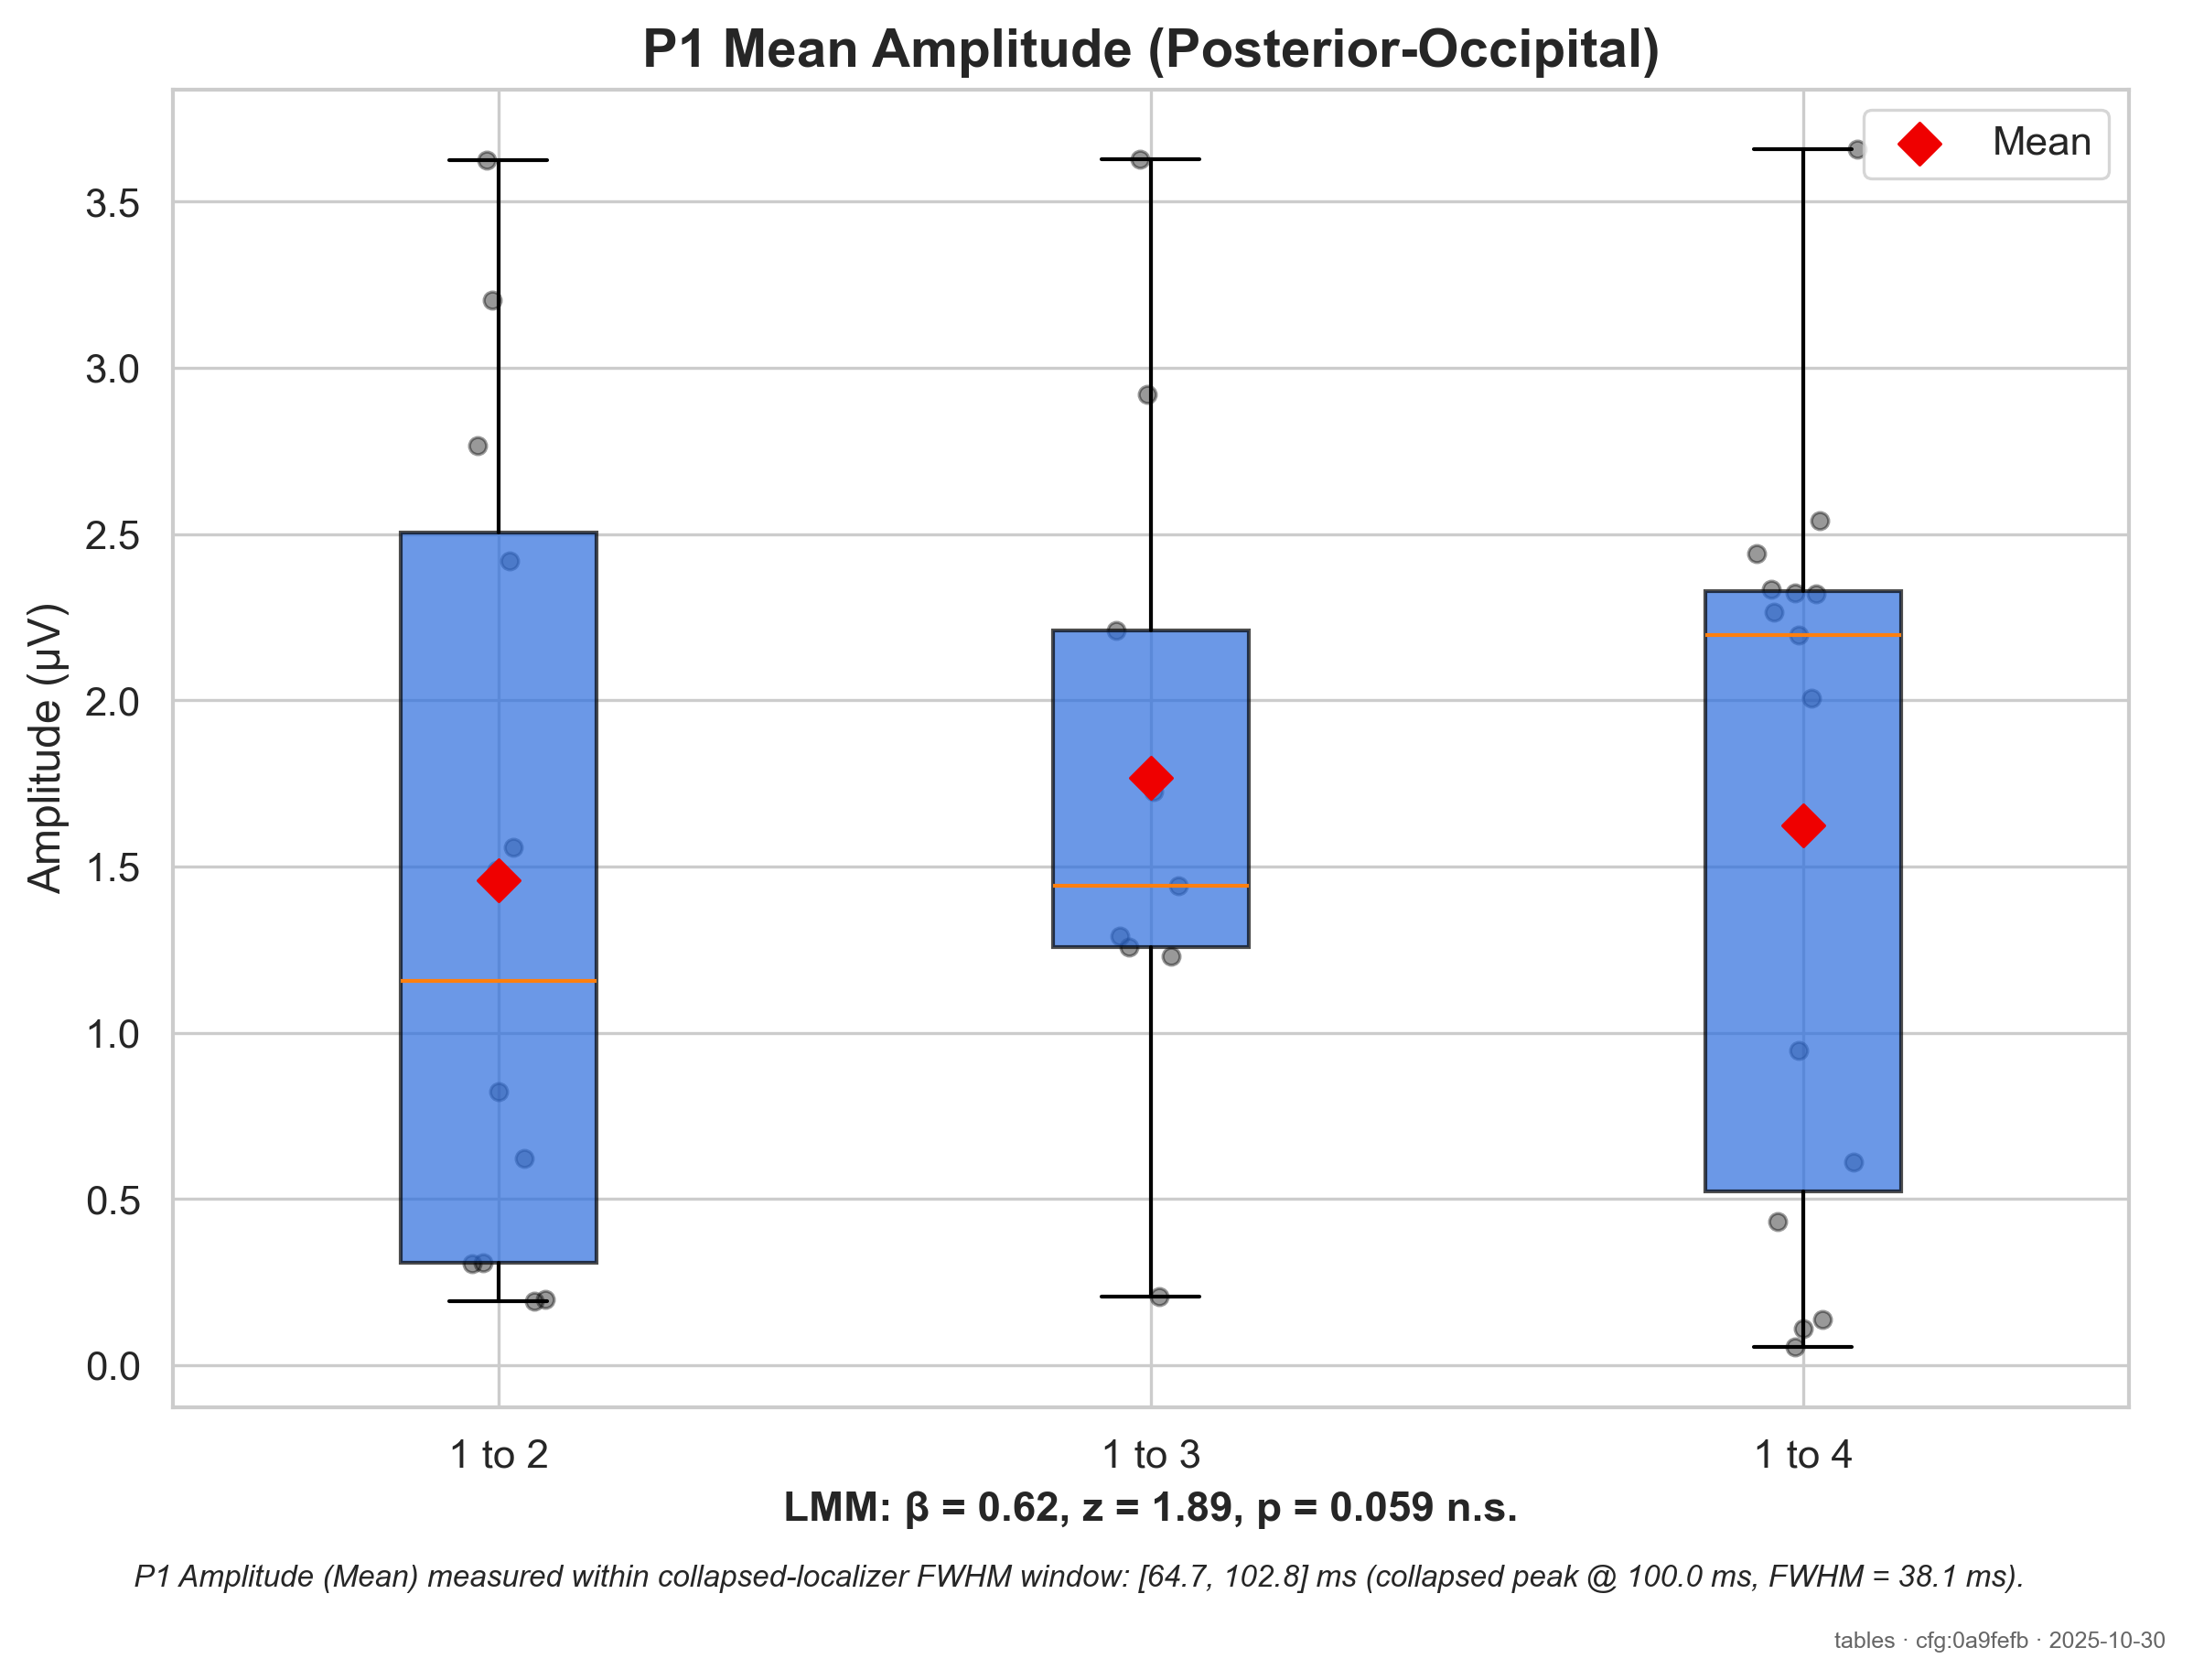 P1 Mean Amplitude (Posterior-Occipital)
Mean
Amplitude (µV)
3.5
3.0
2.5
2.0
1.5
1.0
0.5
0.0
1 to 2
1 to 3
1 to 4
LMM: β = 0.62, z = 1.89, p = 0.059 n.s.
P1 Amplitude (Mean) measured within collapsed-localizer FWHM window: [64.7, 102.8] ms (collapsed peak @ 100.0 ms, FWHM = 38.1 ms).
tables · cfg:0a9fefb · 2025-10-30